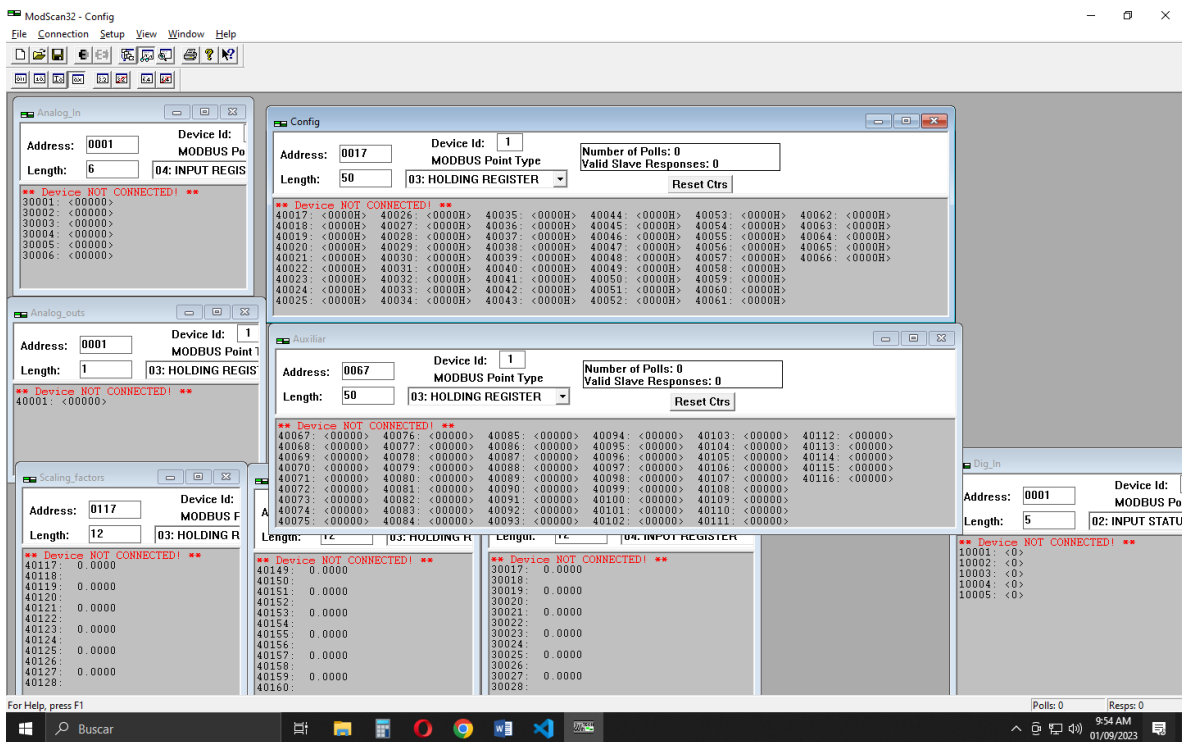 ModScan32 - Config
File Connection Setup View Window Help
Analog_In
Address: 0001
Device Id:
MODBUS Po
Length: 6
04: INPUT REGIS
** Device NOT CONNECTED! **
30001: <00000>
30002: <00000>
30003: <00000>
30004: <00000>
30005: <00000>
30006: <00000>
Config
Address: 0017
Device Id: 1
MODBUS Point Type
Length: 50
03: HOLDING REGISTER
Number of Polls: 0
Valid Slave Responses: 0
Reset Ctrs
** Device NOT CONNECTED! **
40017: <0000H> 40026: <0000H> 40035: <0000H> 40044: <0000H> 40053: <0000H> 40062: <0000H>
40018: <0000H> 40027: <0000H> 40036: <0000H> 40045: <0000H> 40054: <0000H> 40063: <0000H>
40019: <0000H> 40028: <0000H> 40037: <0000H> 40046: <0000H> 40055: <0000H> 40064: <0000H>
40020: <0000H> 40029: <0000H> 40038: <0000H> 40047: <0000H> 40056: <0000H> 40065: <0000H>
40021: <0000H> 40030: <0000H> 40039: <0000H> 40048: <0000H> 40057: <0000H> 40066: <0000H>
40022: <0000H> 40031: <0000H> 40040: <0000H> 40049: <0000H> 40058: <0000H>
40023: <0000H> 40032: <0000H> 40041: <0000H> 40050: <0000H> 40059: <0000H>
40024: <0000H> 40033: <0000H> 40042: <0000H> 40051: <0000H> 40060: <0000H>
40025: <0000H> 40034: <0000H> 40043: <0000H> 40052: <0000H> 40061: <0000H>
Analog_outs
Address: 0001
Device Id: 1
MODBUS Point T
Length: 1
03: HOLDING REGIS
** Device NOT CONNECTED! **
40001: <00000>
Auxiliar
Address: 0067
Device Id: 1
MODBUS Point Type
Length: 50
03: HOLDING REGISTER
Number of Polls: 0
Valid Slave Responses: 0
Reset Ctrs
** Device NOT CONNECTED! **
40067: <00000> 40076: <00000> 40085: <00000> 40094: <00000> 40103: <00000> 40112: <00000>
40068: <00000> 40077: <00000> 40086: <00000> 40095: <00000> 40104: <00000> 40113: <00000>
40069: <00000> 40078: <00000> 40087: <00000> 40096: <00000> 40105: <00000> 40114: <00000>
40070: <00000> 40079: <00000> 40088: <00000> 40097: <00000> 40106: <00000> 40115: <00000>
40071: <00000> 40080: <00000> 40089: <00000> 40098: <00000> 40107: <00000> 40116: <00000>
40072: <00000> 40081: <00000> 40090: <00000> 40099: <00000> 40108: <00000>
40073: <00000> 40082: <00000> 40091: <00000> 40100: <00000> 40109: <00000>
40074: <00000> 40083: <00000> 40092: <00000> 40101: <00000> 40110: <00000>
40075: <00000> 40084: <00000> 40093: <00000> 40102: <00000> 40111: <00000>
Scaling_factors
Address: 0117
Device Id:
MODBUS P
Length: 12
03: HOLDING R
** Device NOT CONNECTED! **
40117: 0.0000
40118:
40119: 0.0000
40120:
40121: 0.0000
40122:
40123: 0.0000
40124:
40125: 0.0000
40126:
40127: 0.0000
40128:
Length: 12
03: HOLDING R
** Device NOT CONNECTED! **
40149: 0.0000
40150:
40151: 0.0000
40152:
40153: 0.0000
40154:
40155: 0.0000
40156:
40157: 0.0000
40158:
40159: 0.0000
40160:
Length: 12
04: INPUT REGISTER
** Device NOT CONNECTED! **
30017: 0.0000
30018:
30019: 0.0000
30020:
30021: 0.0000
30022:
30023: 0.0000
30024:
30025: 0.0000
30026:
30027: 0.0000
30028:
Dig_In
Address: 0001
Device Id:
MODBUS Po
Length: 5
02: INPUT STATU
** Device NOT CONNECTED! **
10001: <0>
10002: <0>
10003: <0>
10004: <0>
10005: <0>
For Help, press F1
Polls: 0
Resps: 0
Buscar
9:54 AM
01/09/2023